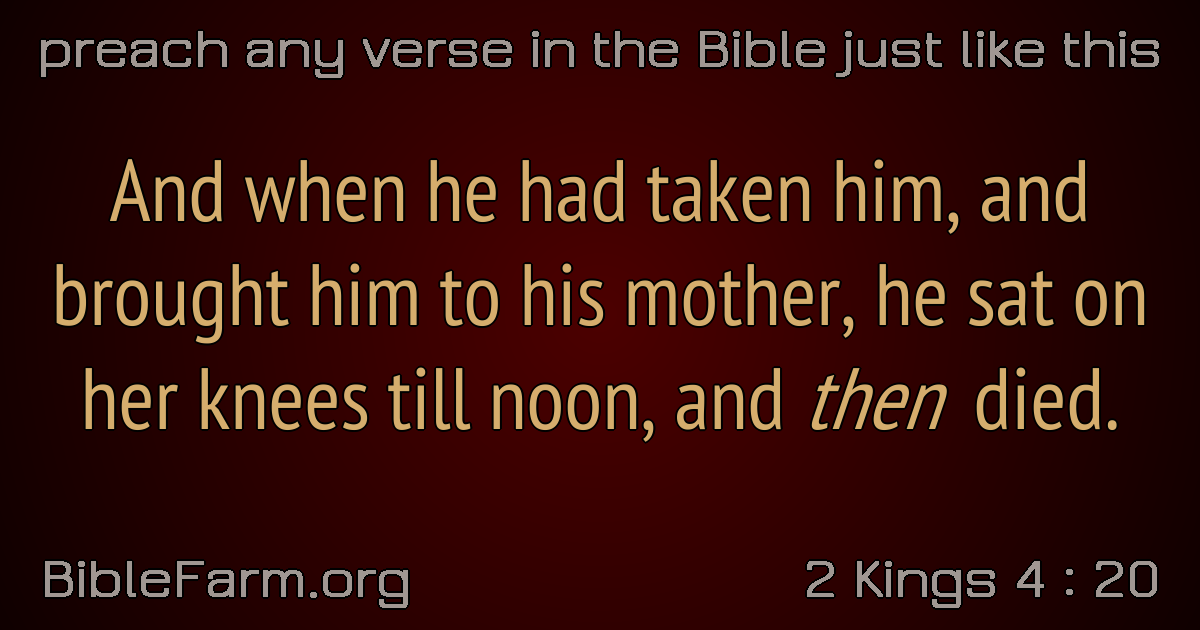 preach any verse in the Bible just like this
And when he had taken him, and
brought him to his mother, he sat on
her knees till noon, and then died.
BibleFarm.org
2 Kings 4 : 20